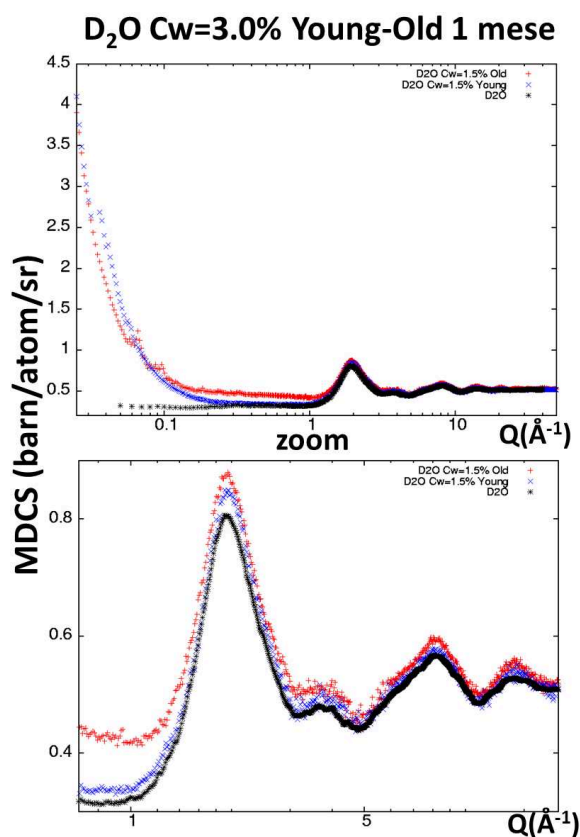 D₂O Cw=3.0% Young-Old 1 mese
D2O Cw=1.5% Old
D2O Cw=1.5% Young
D2O
4.5
4
3.5
3
2.5
2
1.5
1
0.5
0.1
1
10
Q(Å⁻¹)
zoom
MDCS (barn/atom/sr)
D2O Cw=1.5% Old
D2O Cw=1.5% Young
D2O
0.8
0.6
0.4
1
5
Q(Å⁻¹)